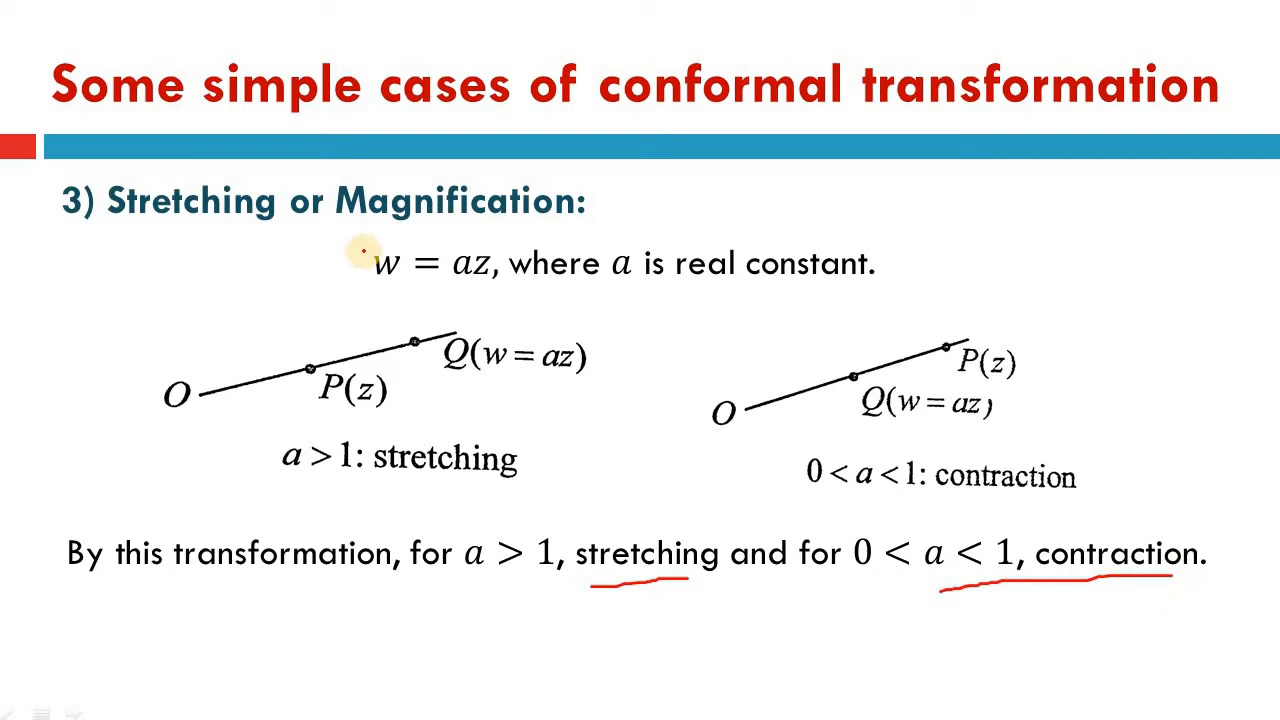 Some simple cases of conformal transformation
3) Stretching or Magnification:
w = az, where a is real constant.
O P(z) Q(w = az)
a > 1: stretching
O Q(w = az) P(z)
0 < a < 1: contraction
By this transformation, for a > 1, stretching and for 0 < a < 1, contraction.